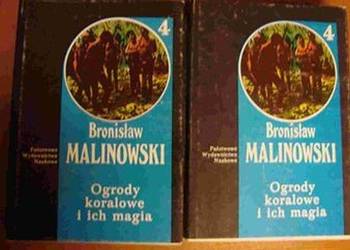 4
Bronisław
MALINOWSKI
Państwowe
Wydawnictwo
Naukowe
Ogrody
koralowe
i ich magia
4
Bronisław
MALINOWSKI
Państwowe
Wydawnictwo
Naukowe
Ogrody
koralowe
i ich magia